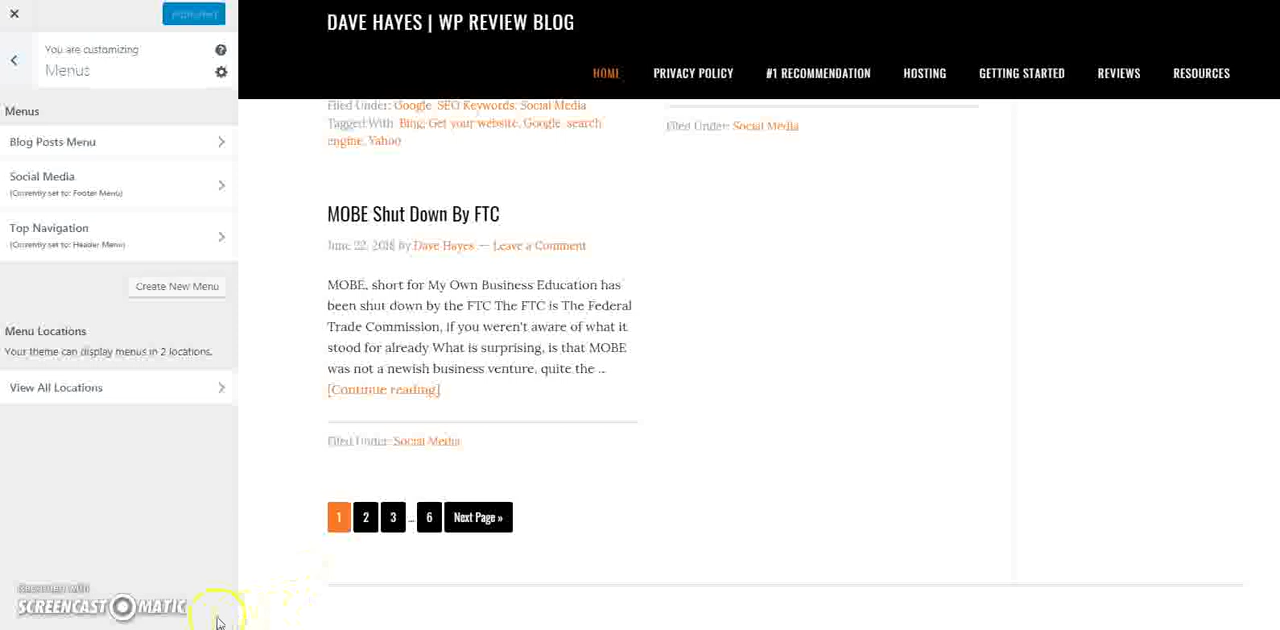 You are customizing
Menus
Menus
Blog Posts Menu
Social Media
(Currently set to: Footer Menu)
Top Navigation
(Currently set to: Header Menu)
Create New Menu
Menu Locations
Your theme can display menus in 2 locations.
View All Locations
RECORDED WITH
SCREENCAST MATIC
DAVE HAYES | WP REVIEW BLOG
HOME PRIVACY POLICY #1 RECOMMENDATION HOSTING GETTING STARTED REVIEWS RESOURCES
Filed Under: Google, SEO Keywords, Social Media
Tagged With: Bing, Get your website, Google, search
engine, Yahoo
Filed Under: Social Media
MOBE Shut Down By FTC
June 22, 2018 by Dave Hayes — Leave a Comment
MOBE, short for My Own Business Education has
been shut down by the FTC The FTC is The Federal
Trade Commission, if you weren't aware of what it
stood for already What is surprising, is that MOBE
was not a newish business venture, quite the ...
[Continue reading]
Filed Under: Social Media
1 2 3 ... 6 Next Page »